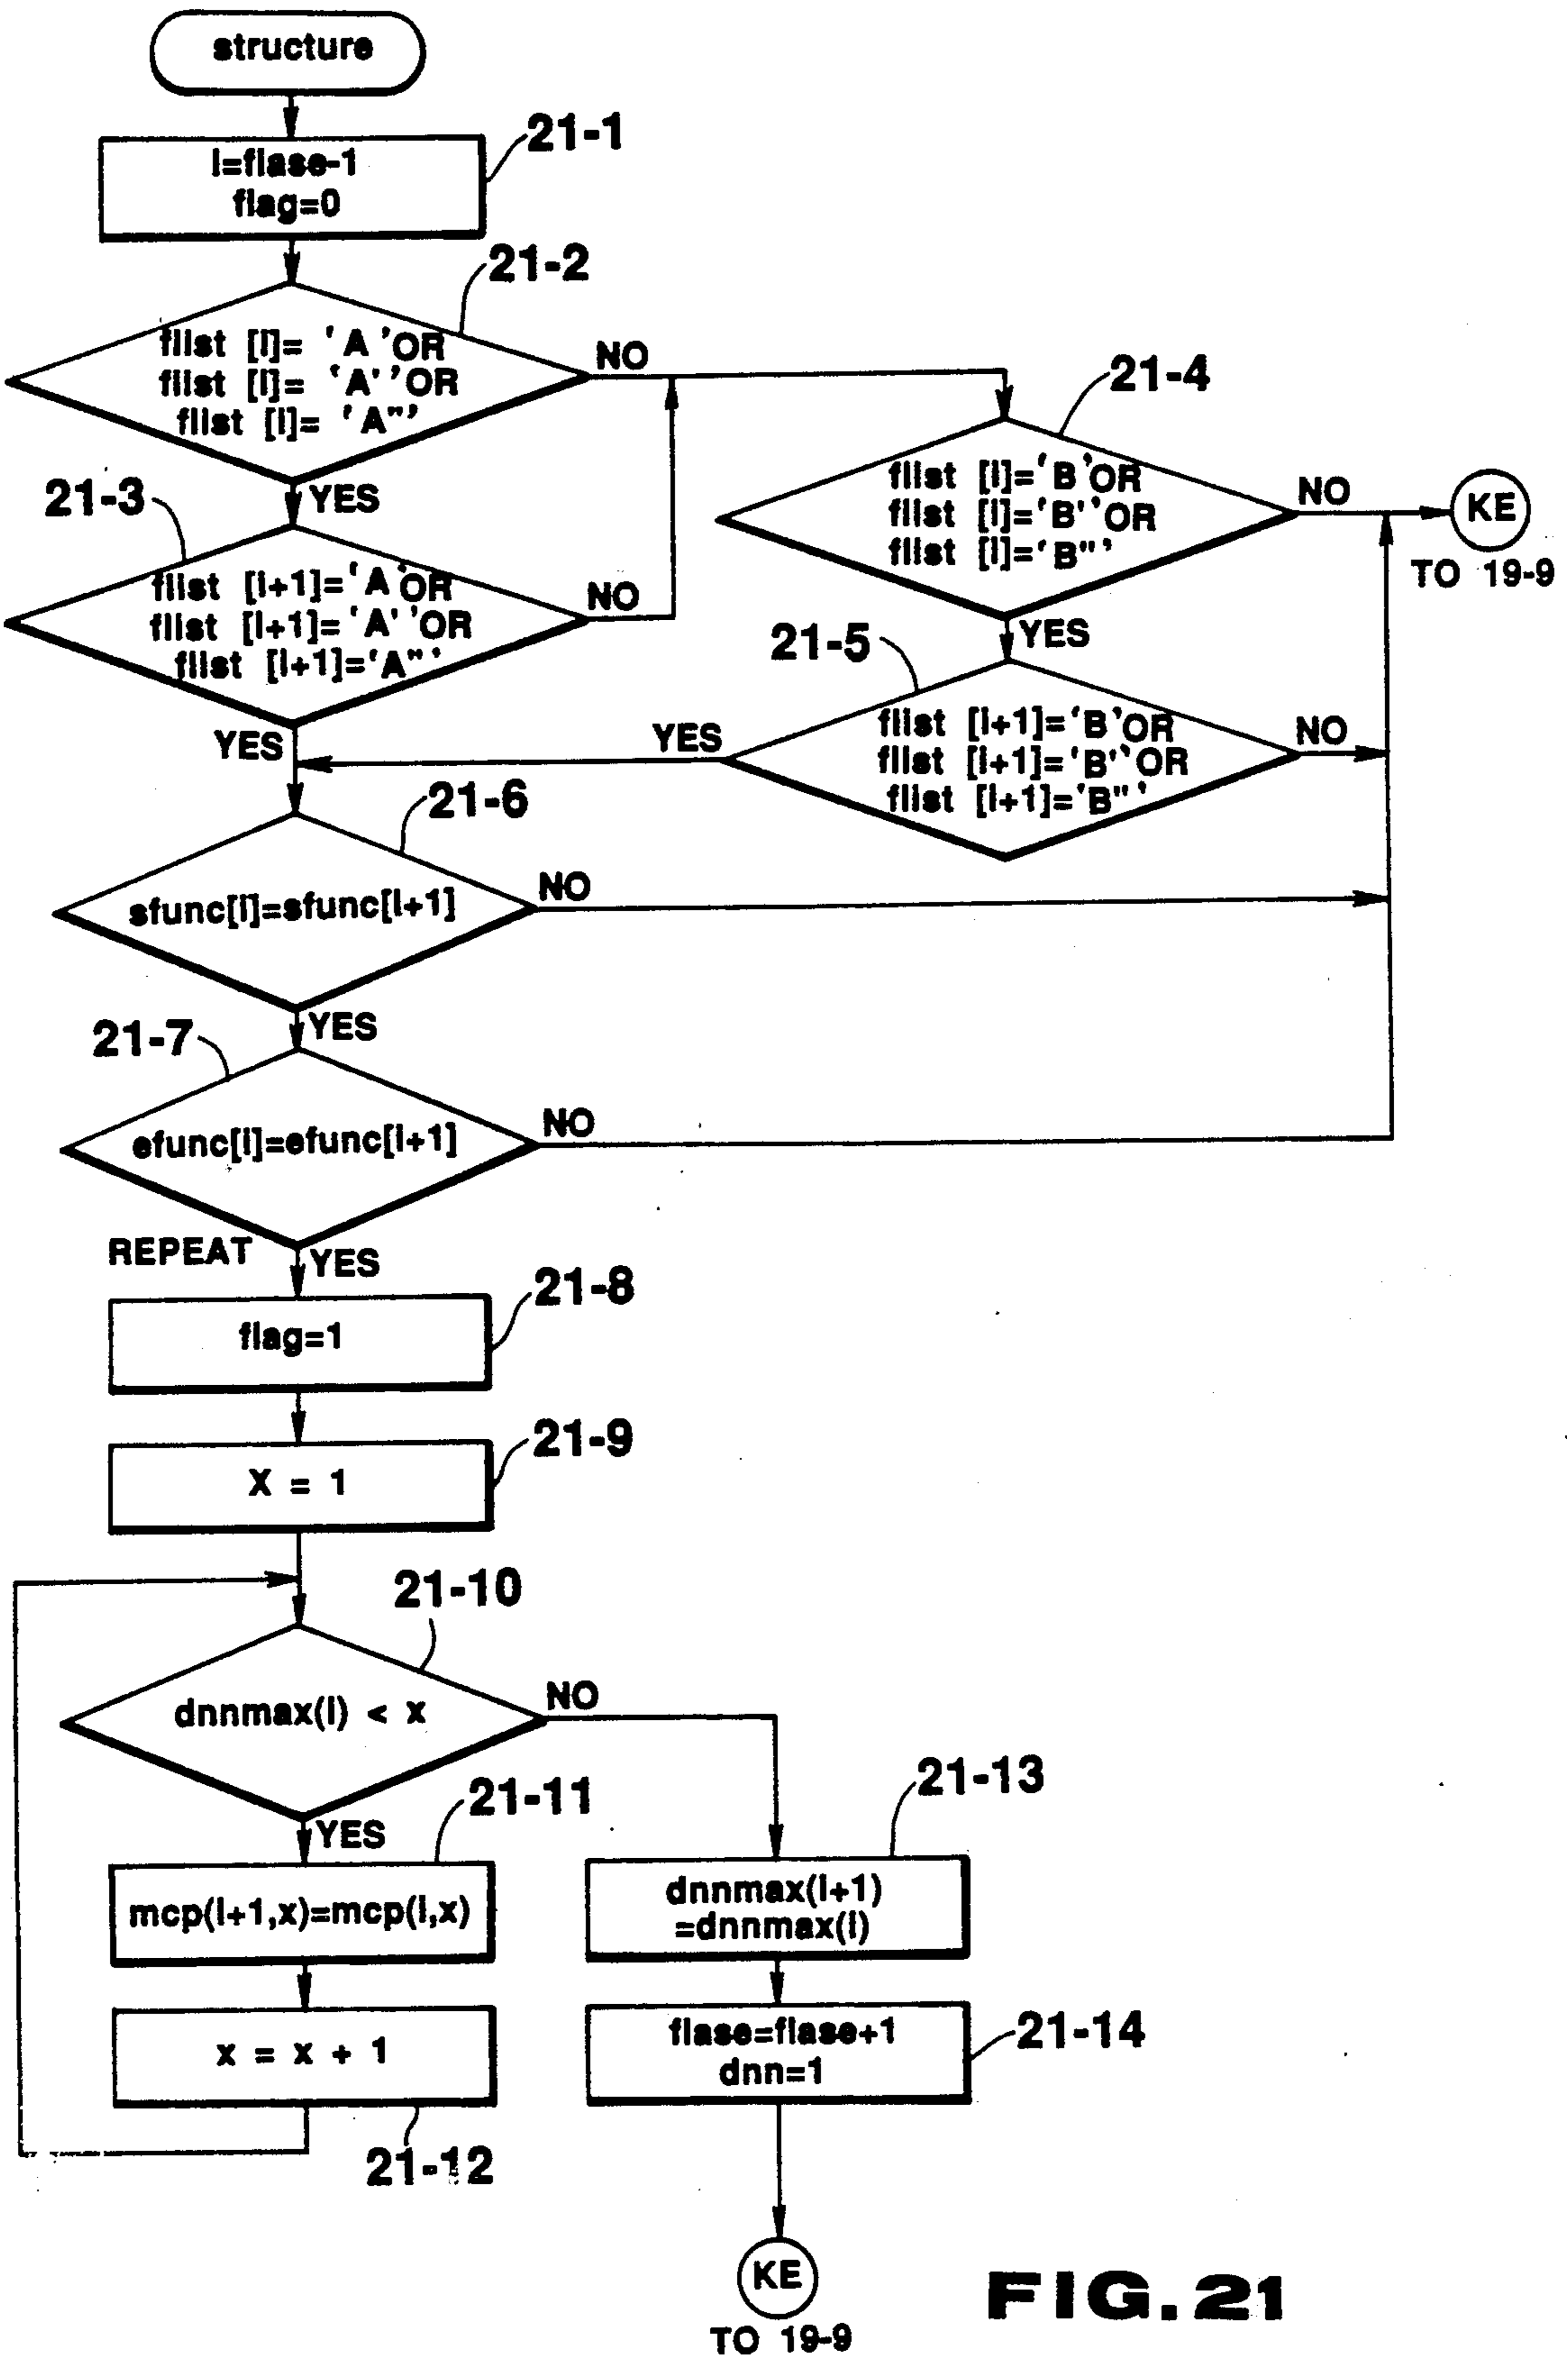 structure
21-1
i=flase-1
flag=0
21-2
flist [i]= 'A 'OR
flist [i]= 'A' 'OR
flist [i]= 'A"'
NO
YES
21-3
flist [i+1]='A'OR
flist [i+1]='A' 'OR
flist [i+1]='A" '
NO
YES
21-4
flist [i]='B'OR
flist [i]='B''OR
flist [i]='B" '
NO
KE
TO 19-9
YES
21-5
flist [i+1]='B'OR
flist [i+1]='B''OR
flist [i+1]='B" '
NO
YES
21-6
sfunc[i]=sfunc[i+1]
NO
YES
21-7
efunc[i]=efunc[i+1]
NO
REPEAT
YES
21-8
flag=1
21-9
X = 1
21-10
dnnmax(i) < x
NO
YES
21-11
mcp(i+1,x)=mcp(i,x)
x = x + 1
21-12
21-13
dnnmax(i+1)
=dnnmax(i)
21-14
flase=flase+1
dnn=1
KE
TO 19-9
FIG.21